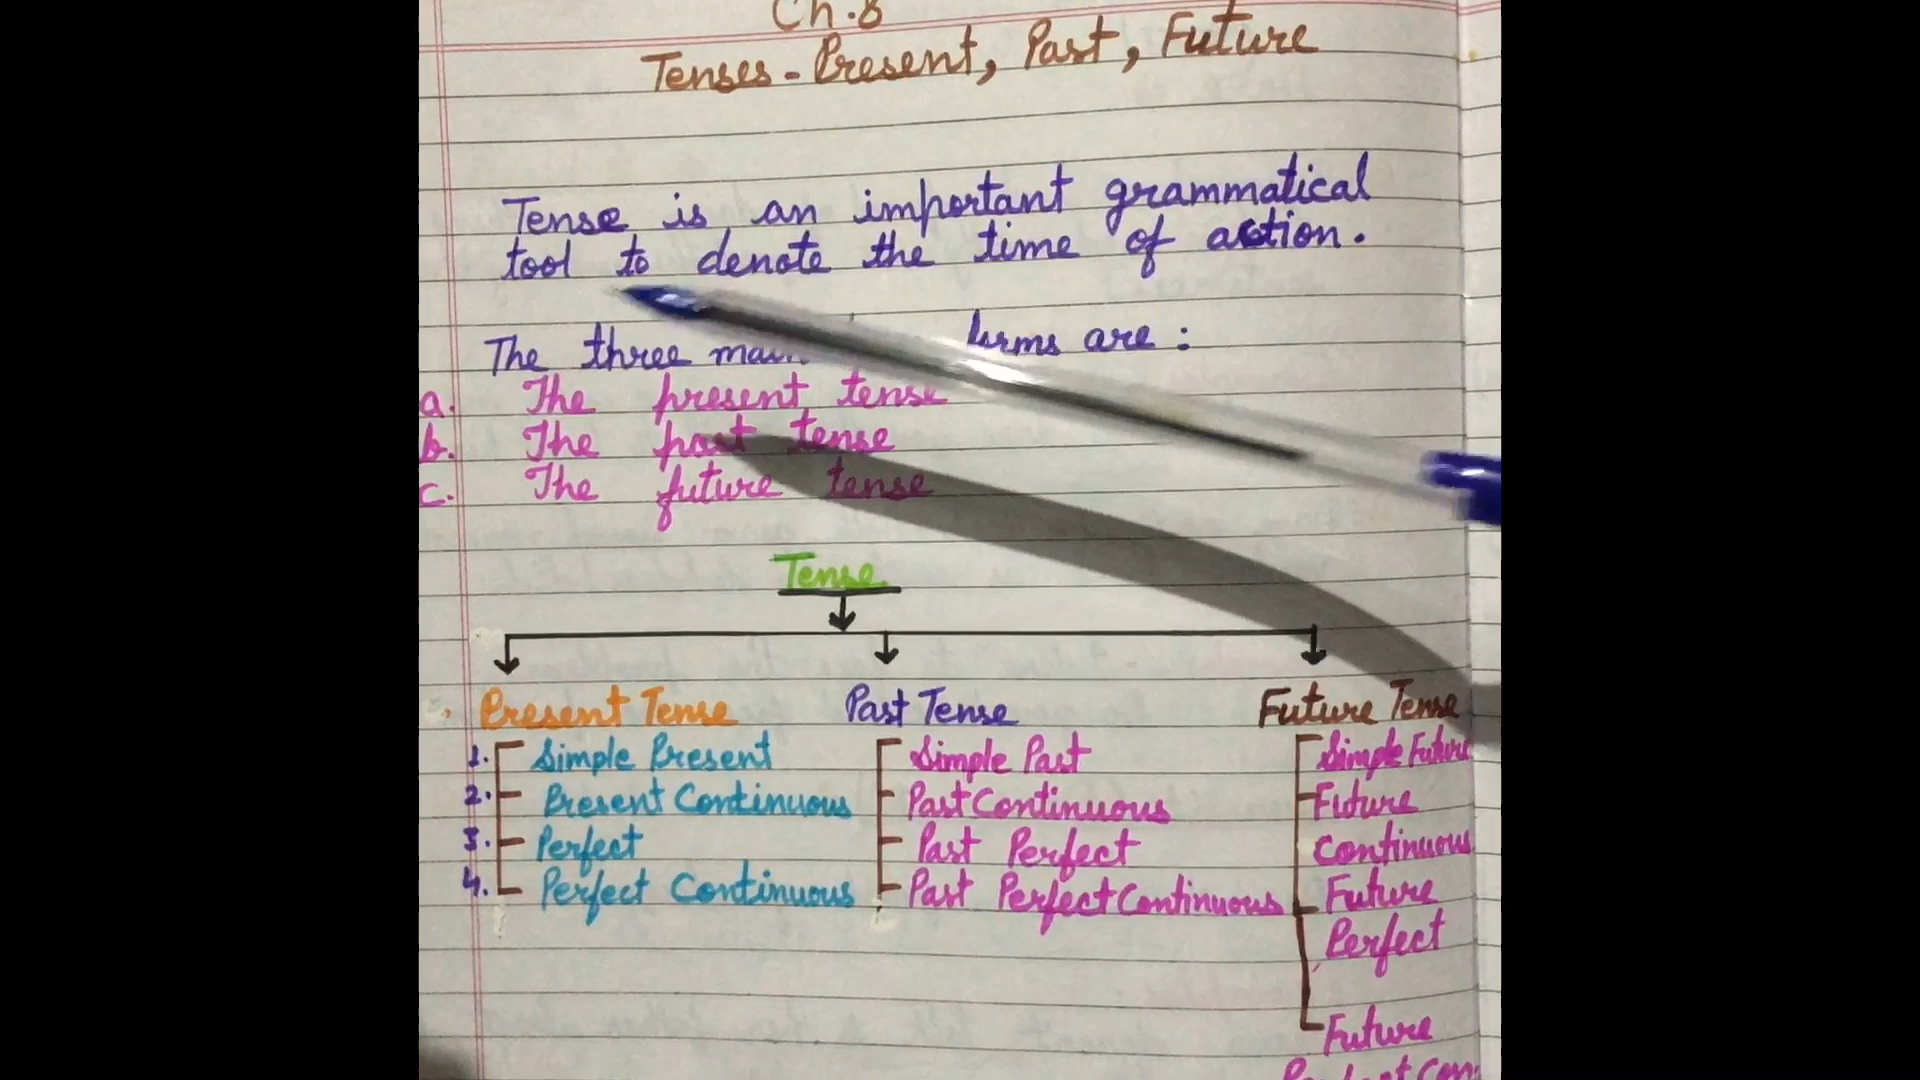 Ch.8
Tenses - Present, Past, Future
Tense is an important grammatical
tool to denote the time of action.
The three are :
a. The present tense
b. The past tense
c. The future tense
Tense
Present Tense Past Tense Future Tense
1. Simple Present Simple Past Simple Future
2. Present Continuous Past Continuous Future
Continuous
3. Perfect Past Perfect
4. Perfect Continuous Past Perfect Continuous Future
Perfect
Future